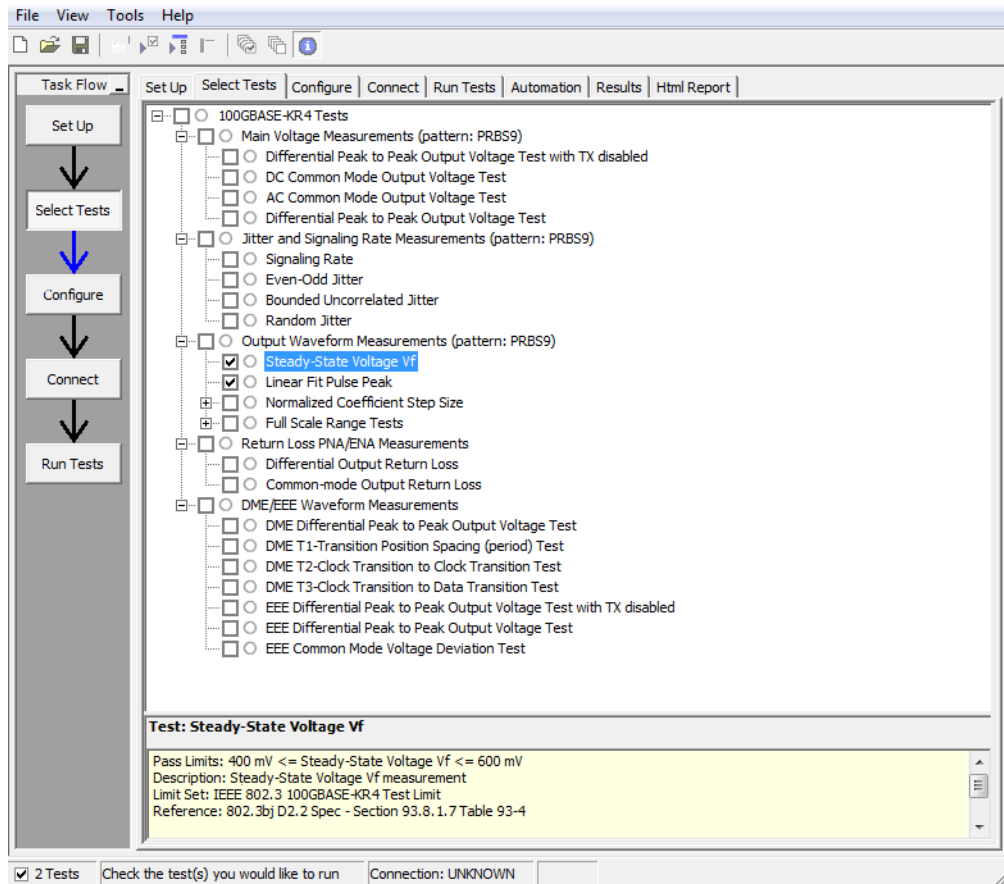 File View Tools Help
Task Flow
Set Up Select Tests Configure Connect Run Tests Automation Results Html Report
Set Up
Select Tests
Configure
Connect
Run Tests
100GBASE-KR4 Tests
Main Voltage Measurements (pattern: PRBS9)
Differential Peak to Peak Output Voltage Test with TX disabled
DC Common Mode Output Voltage Test
AC Common Mode Output Voltage Test
Differential Peak to Peak Output Voltage Test
Jitter and Signaling Rate Measurements (pattern: PRBS9)
Signaling Rate
Even-Odd Jitter
Bounded Uncorrelated Jitter
Random Jitter
Output Waveform Measurements (pattern: PRBS9)
Steady-State Voltage Vf
Linear Fit Pulse Peak
Normalized Coefficient Step Size
Full Scale Range Tests
Return Loss PNA/ENA Measurements
Differential Output Return Loss
Common-mode Output Return Loss
DME/EEE Waveform Measurements
DME Differential Peak to Peak Output Voltage Test
DME T1-Transition Position Spacing (period) Test
DME T2-Clock Transition to Clock Transition Test
DME T3-Clock Transition to Data Transition Test
EEE Differential Peak to Peak Output Voltage Test with TX disabled
EEE Differential Peak to Peak Output Voltage Test
EEE Common Mode Voltage Deviation Test
Test: Steady-State Voltage Vf
Pass Limits: 400 mV <= Steady-State Voltage Vf <= 600 mV
Description: Steady-State Voltage Vf measurement
Limit Set: IEEE 802.3 100GBASE-KR4 Test Limit
Reference: 802.3bj D2.2 Spec - Section 93.8.1.7 Table 93-4
2 Tests Check the test(s) you would like to run Connection: UNKNOWN